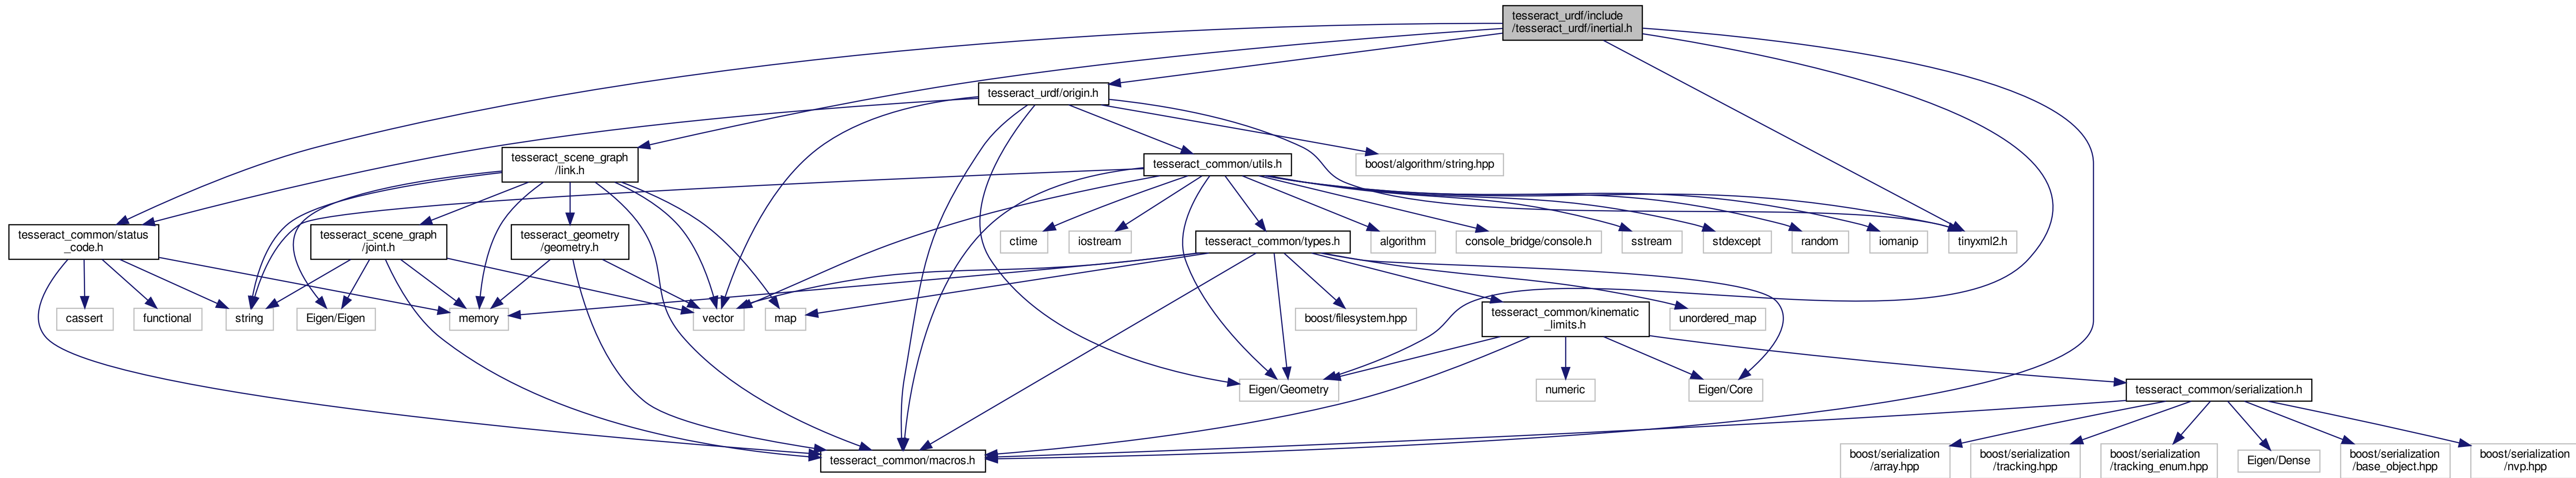 tesseract_urdf/include
/tesseract_urdf/inertial.h
tesseract_urdf/origin.h
tesseract_scene_graph
/link.h
tesseract_common/utils.h
boost/algorithm/string.hpp
tesseract_common/status
_code.h
tesseract_scene_graph
/joint.h
tesseract_geometry
/geometry.h
ctime
iostream
tesseract_common/types.h
algorithm
console_bridge/console.h
sstream
stdexcept
random
iomanip
tinyxml2.h
cassert
functional
string
Eigen/Eigen
memory
vector
map
boost/filesystem.hpp
tesseract_common/kinematic
_limits.h
unordered_map
Eigen/Geometry
numeric
Eigen/Core
tesseract_common/serialization.h
tesseract_common/macros.h
boost/serialization
/array.hpp
boost/serialization
/tracking.hpp
boost/serialization
/tracking_enum.hpp
Eigen/Dense
boost/serialization
/base_object.hpp
boost/serialization
/nvp.hpp